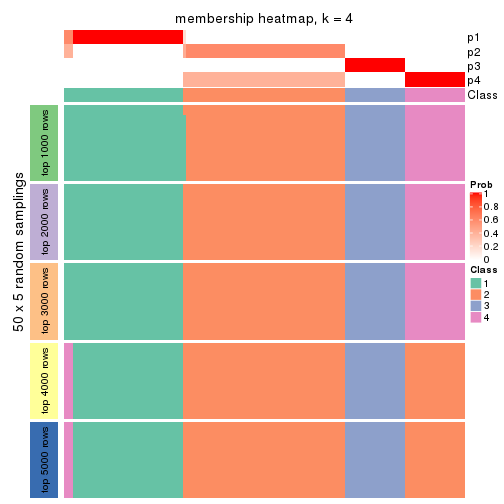 membership heatmap, k = 4
p1
p2
p3
p4
Class
50 x 5 random samplings
top 1000 rows
top 2000 rows
top 3000 rows
top 4000 rows
top 5000 rows
Prob
1
0.8
0.6
0.4
0.2
0
Class
1
2
3
4